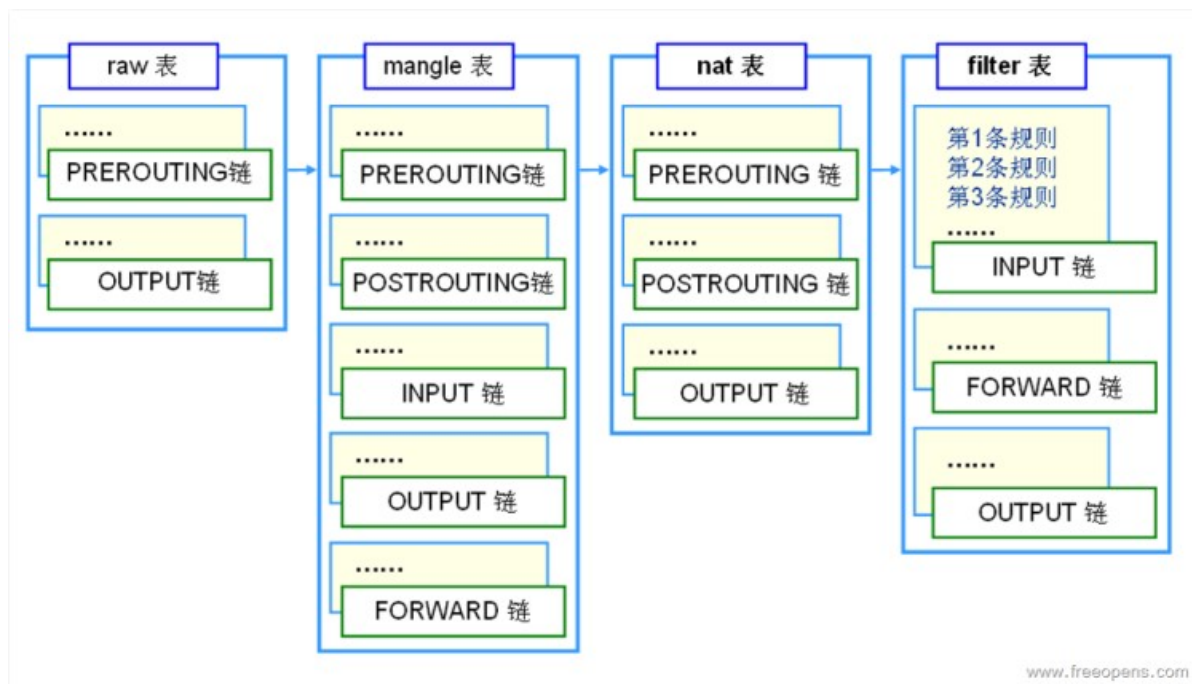 raw 表
......
PREROUTING链
......
OUTPUT链
mangle 表
......
PREROUTING链
......
POSTROUTING链
......
INPUT 链
......
OUTPUT 链
......
FORWARD 链
nat 表
......
PREROUTING 链
......
POSTROUTING 链
......
OUTPUT 链
filter 表
第1条规则
第2条规则
第3条规则
......
INPUT 链
......
FORWARD 链
......
OUTPUT 链
www.freeopens.com